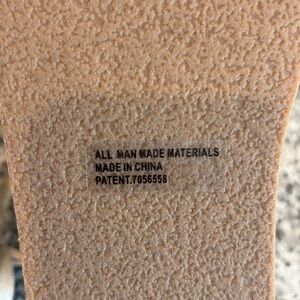 ALL MAN MADE MATERIALS
MADE IN CHINA
PATENT.7056558